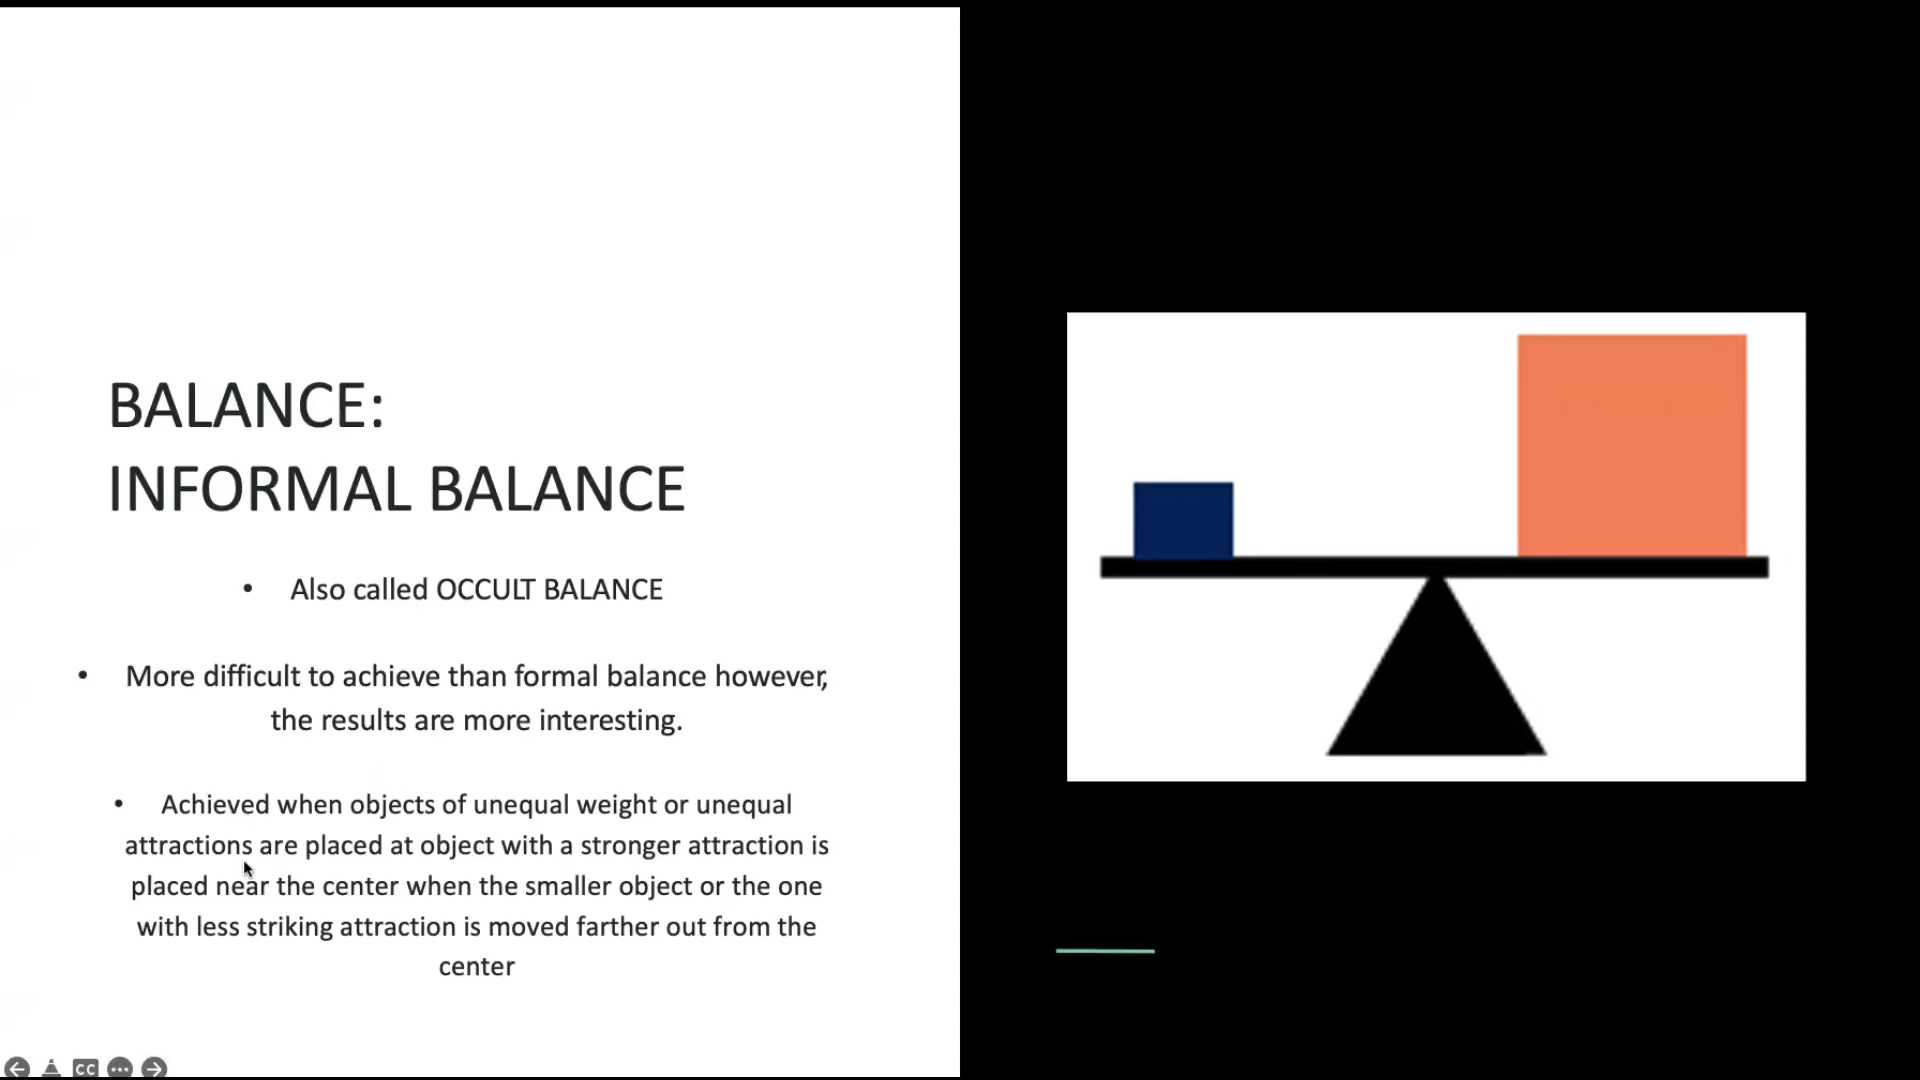 BALANCE:
INFORMAL BALANCE
• Also called OCCULT BALANCE
• More difficult to achieve than formal balance however,
the results are more interesting.
• Achieved when objects of unequal weight or unequal
attractions are placed at object with a stronger attraction is
placed near the center when the smaller object or the one
with less striking attraction is moved farther out from the
center
CC